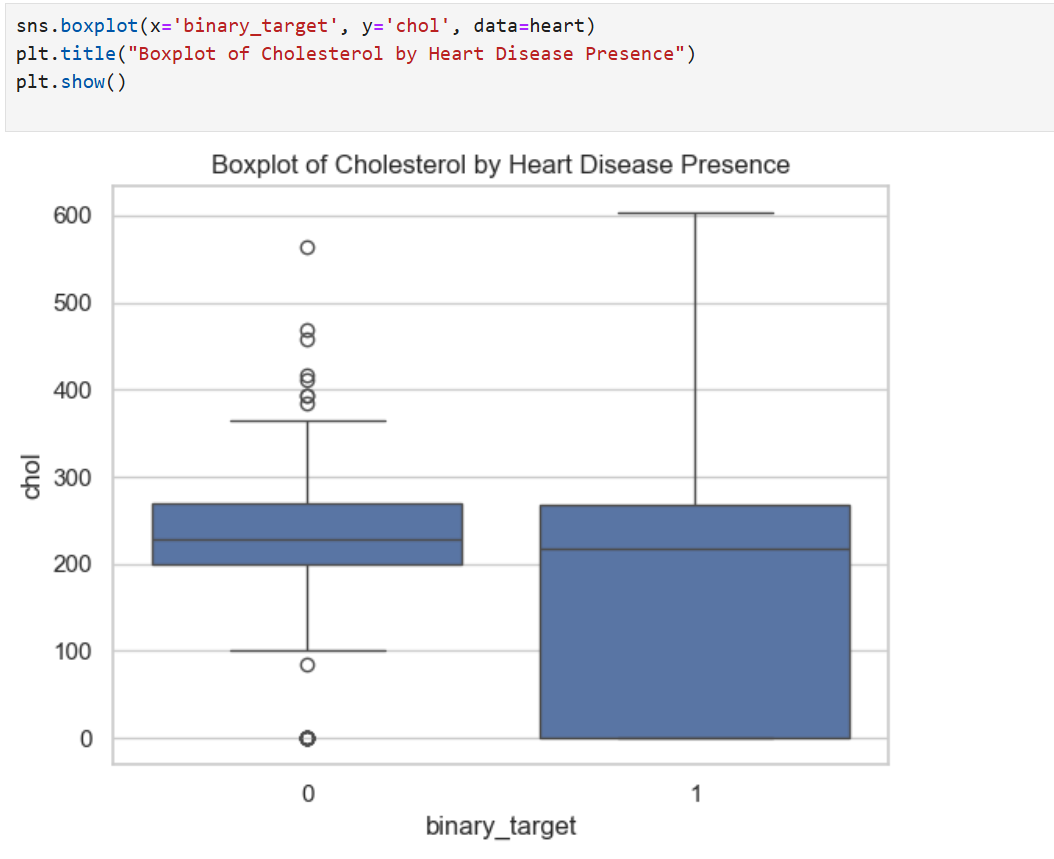 sns.boxplot(x='binary_target', y='chol', data=heart)
plt.title("Boxplot of Cholesterol by Heart Disease Presence")
plt.show()
Boxplot of Cholesterol by Heart Disease Presence
600
500
400
300
200
100
0
chol
0 1
binary_target